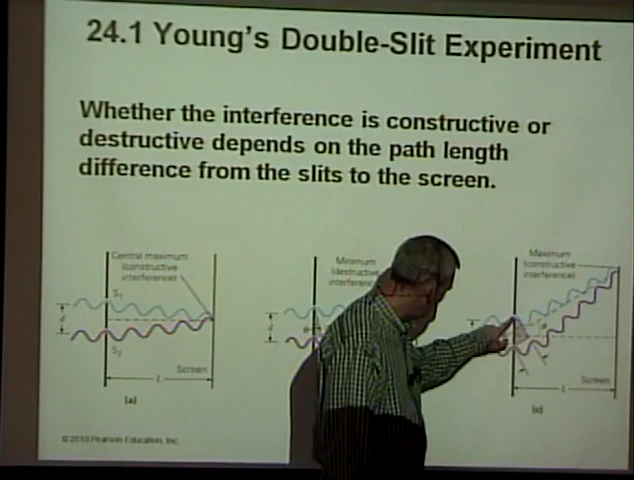 24.1 Young's Double-Slit Experiment
Whether the interference is constructive or
destructive depends on the path length
difference from the slits to the screen.
Central maximum
(constructive
interference)
S₁
d
S₂
L
Screen
(a)
Minimum
(destructive
d
Maximum
(constructive
interference)
L
Screen
(c)
©2010 Pearson Education, Inc.